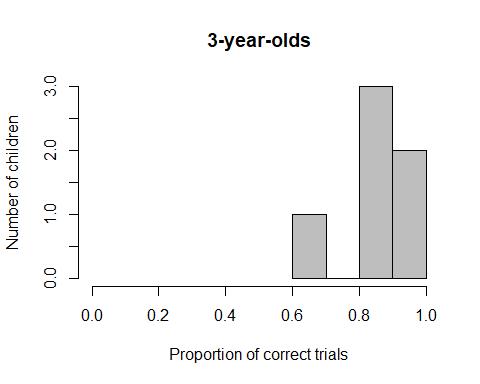 3-year-olds
Number of children
3.0
2.0
1.0
0.0
0.0 0.2 0.4 0.6 0.8 1.0
Proportion of correct trials